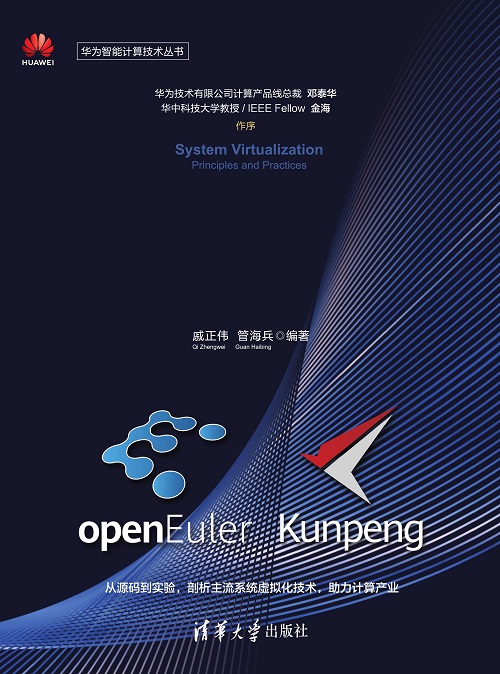 HUAWEI
华为智能计算技术丛书
华为技术有限公司计算产品线总裁 邓泰华
华中科技大学教授 / IEEE Fellow 金海
作序
System Virtualization
Principles and Practices
戚正伟 管海兵◎编著
Qi Zhengwei Guan Haibing
openEuler Kunpeng
从源码到实验，剖析主流系统虚拟化技术，助力计算产业
清华大学出版社